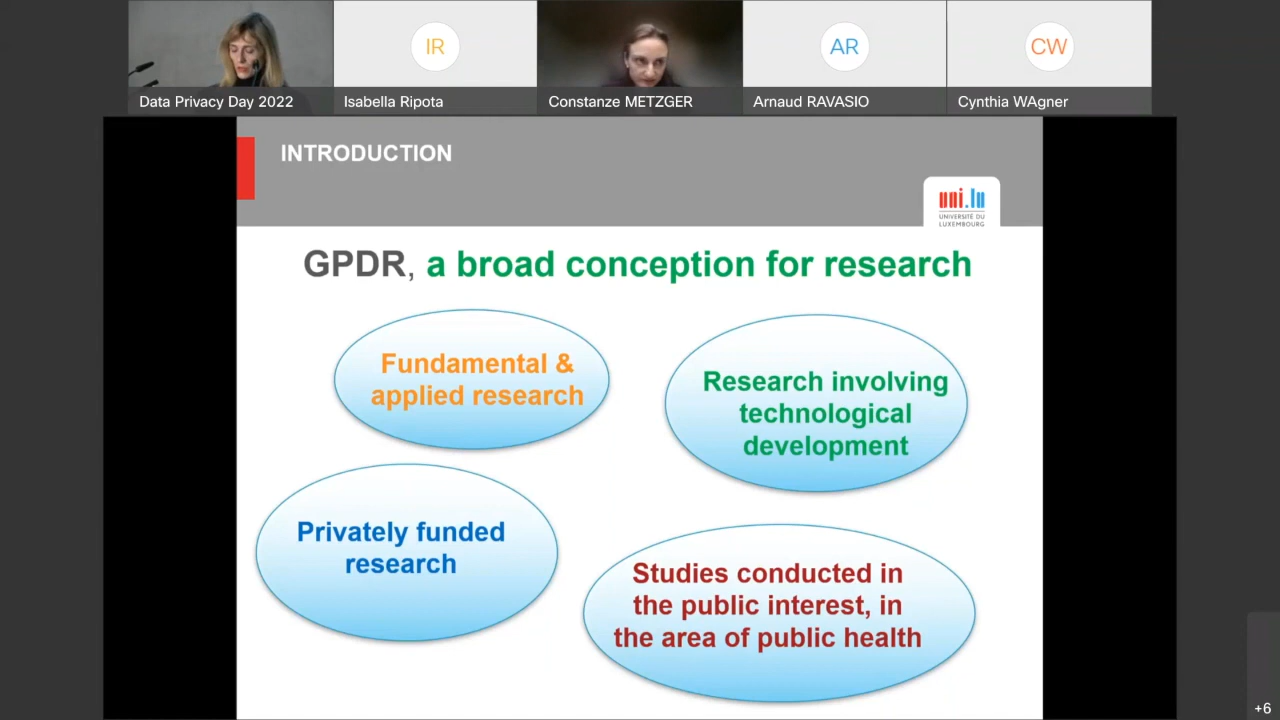 IR
AR
CW
Data Privacy Day 2022
Isabella Ripota
Constanze METZGER
Arnaud RAVASIO
Cynthia WAgner
INTRODUCTION
uni.lu
UNIVERSITÉ DU
LUXEMBOURG
GPDR, a broad conception for research
Fundamental &
applied research
Research involving
technological
development
Privately funded
research
Studies conducted in
the public interest, in
the area of public health
+6